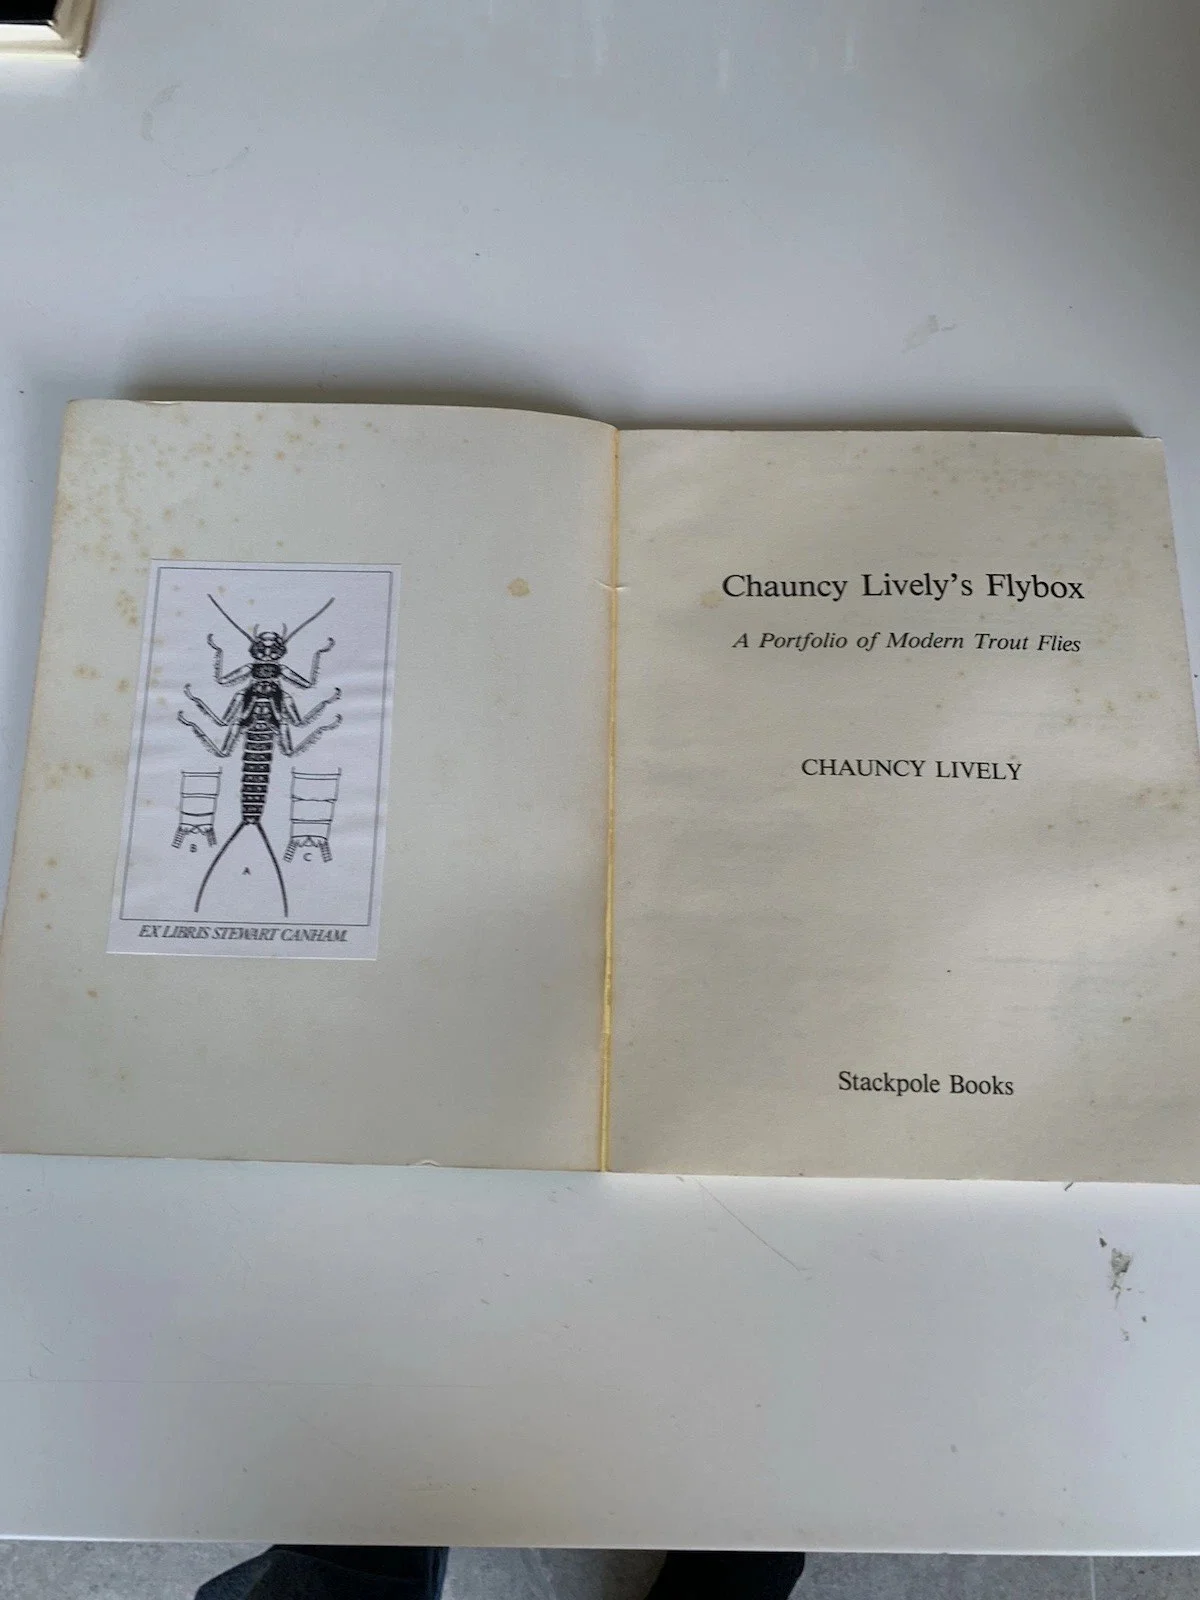 B
A
C
EX LIBRIS STEWART CANHAM.
Chauncy Lively's Flybox
A Portfolio of Modern Trout Flies
CHAUNCY LIVELY
Stackpole Books